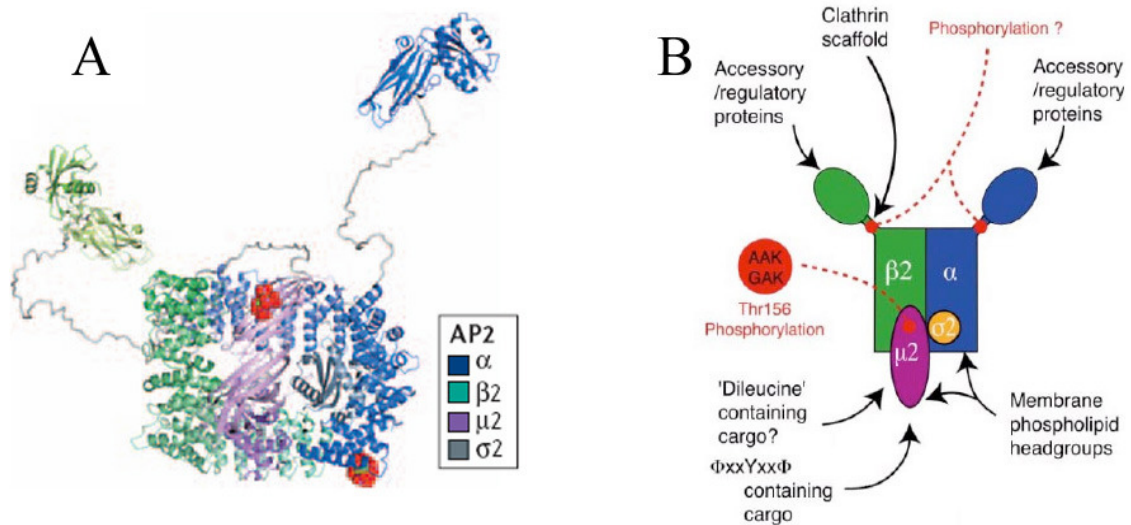 A
AP2
α
β2
μ2
σ2
B
Clathrin
scaffold
Phosphorylation ?
Accessory
/regulatory
proteins
Accessory
/regulatory
proteins
AAK
GAK
Thr156
Phosphorylation
β2
α
σ2
μ2
'Dileucine'
containing
cargo?
Membrane
phospholipid
headgroups
ΦxxYxxΦ
containing
cargo